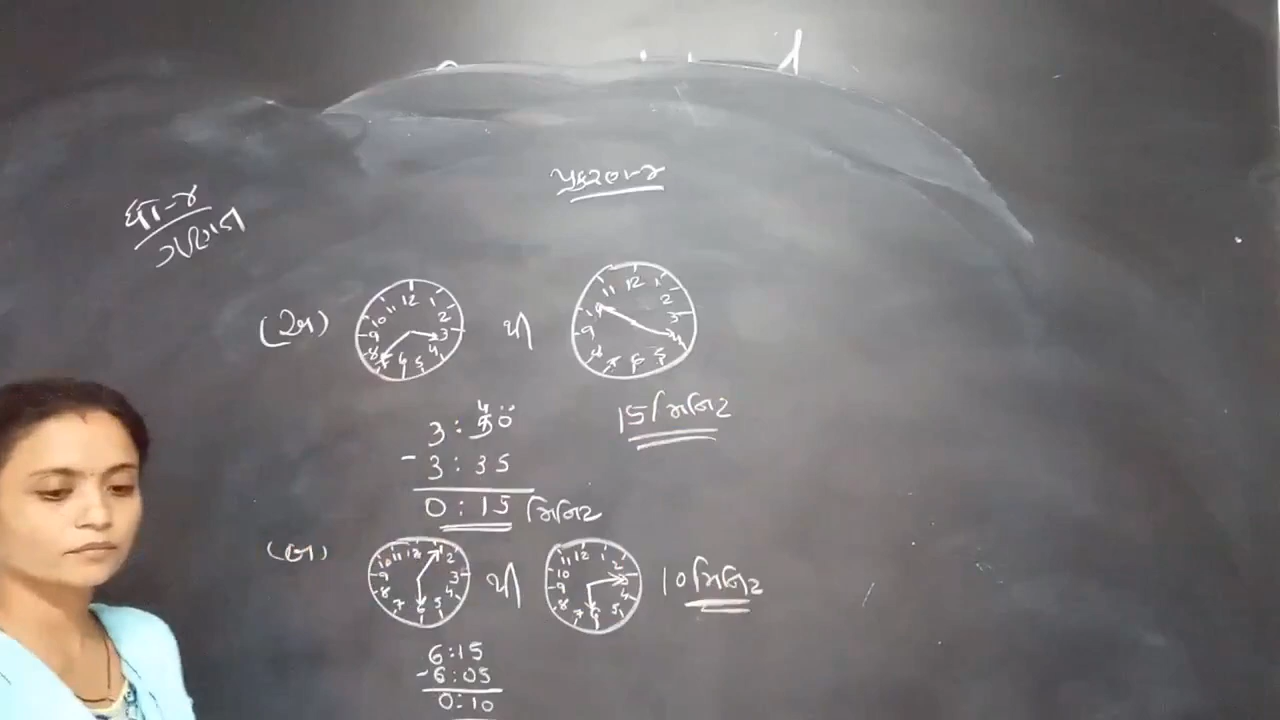 પ્રકરણ-૪
ધો-૪
ગણિત
(અ) થી
15 મિનિટ
3:50
- 3:35
0:15 મિનિટ
(બ) થી 10 મિનિટ
6:15
-6:05
0:10